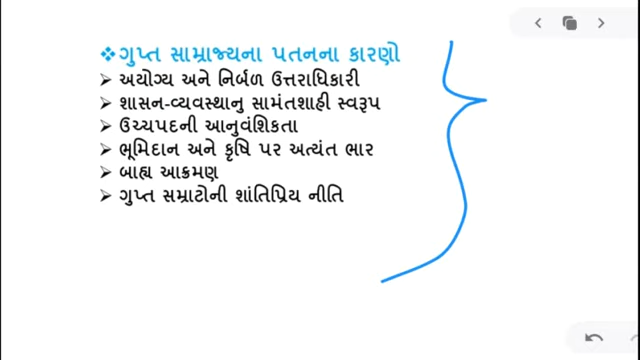 ❖ગુપ્ત સામ્રાજ્યના પતનના કારણો
➢ અયોગ્ય અને નિર્બળ ઉત્તરાધિકારી
➢ શાસન-વ્યવસ્થાનુ સામંતશાહી સ્વરૂપ
➢ ઉચ્ચપદની આનુવંશિકતા
➢ ભૂમિદાન અને કૃષિ પર અત્યંત ભાર
➢ બાહ્ય આક્રમણ
➢ ગુપ્ત સમ્રાટોની શાંતિપ્રિય નીતિ